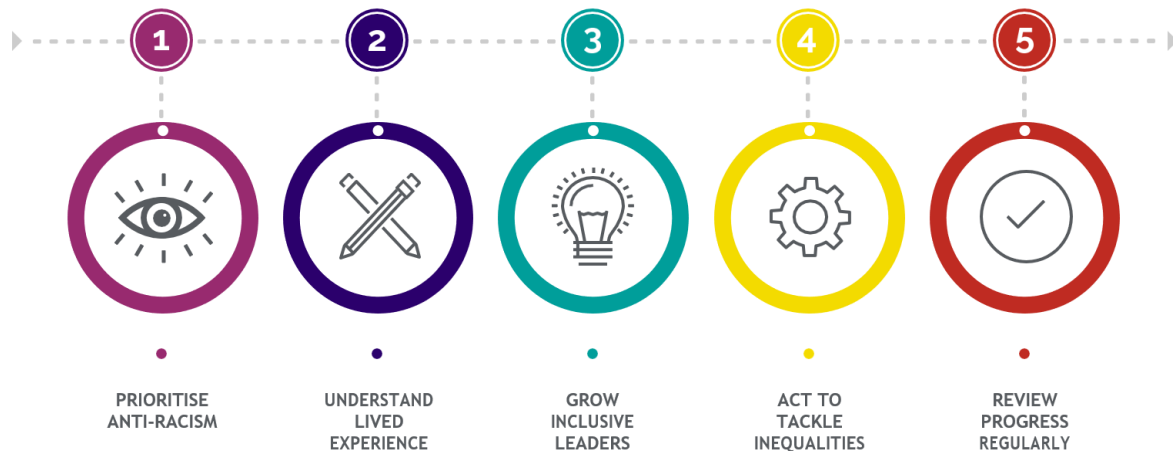 1
2
3
4
5
PRIORITISE
ANTI-RACISM
UNDERSTAND
LIVED
EXPERIENCE
GROW
INCLUSIVE
LEADERS
ACT TO
TACKLE
INEQUALITIES
REVIEW
PROGRESS
REGULARLY